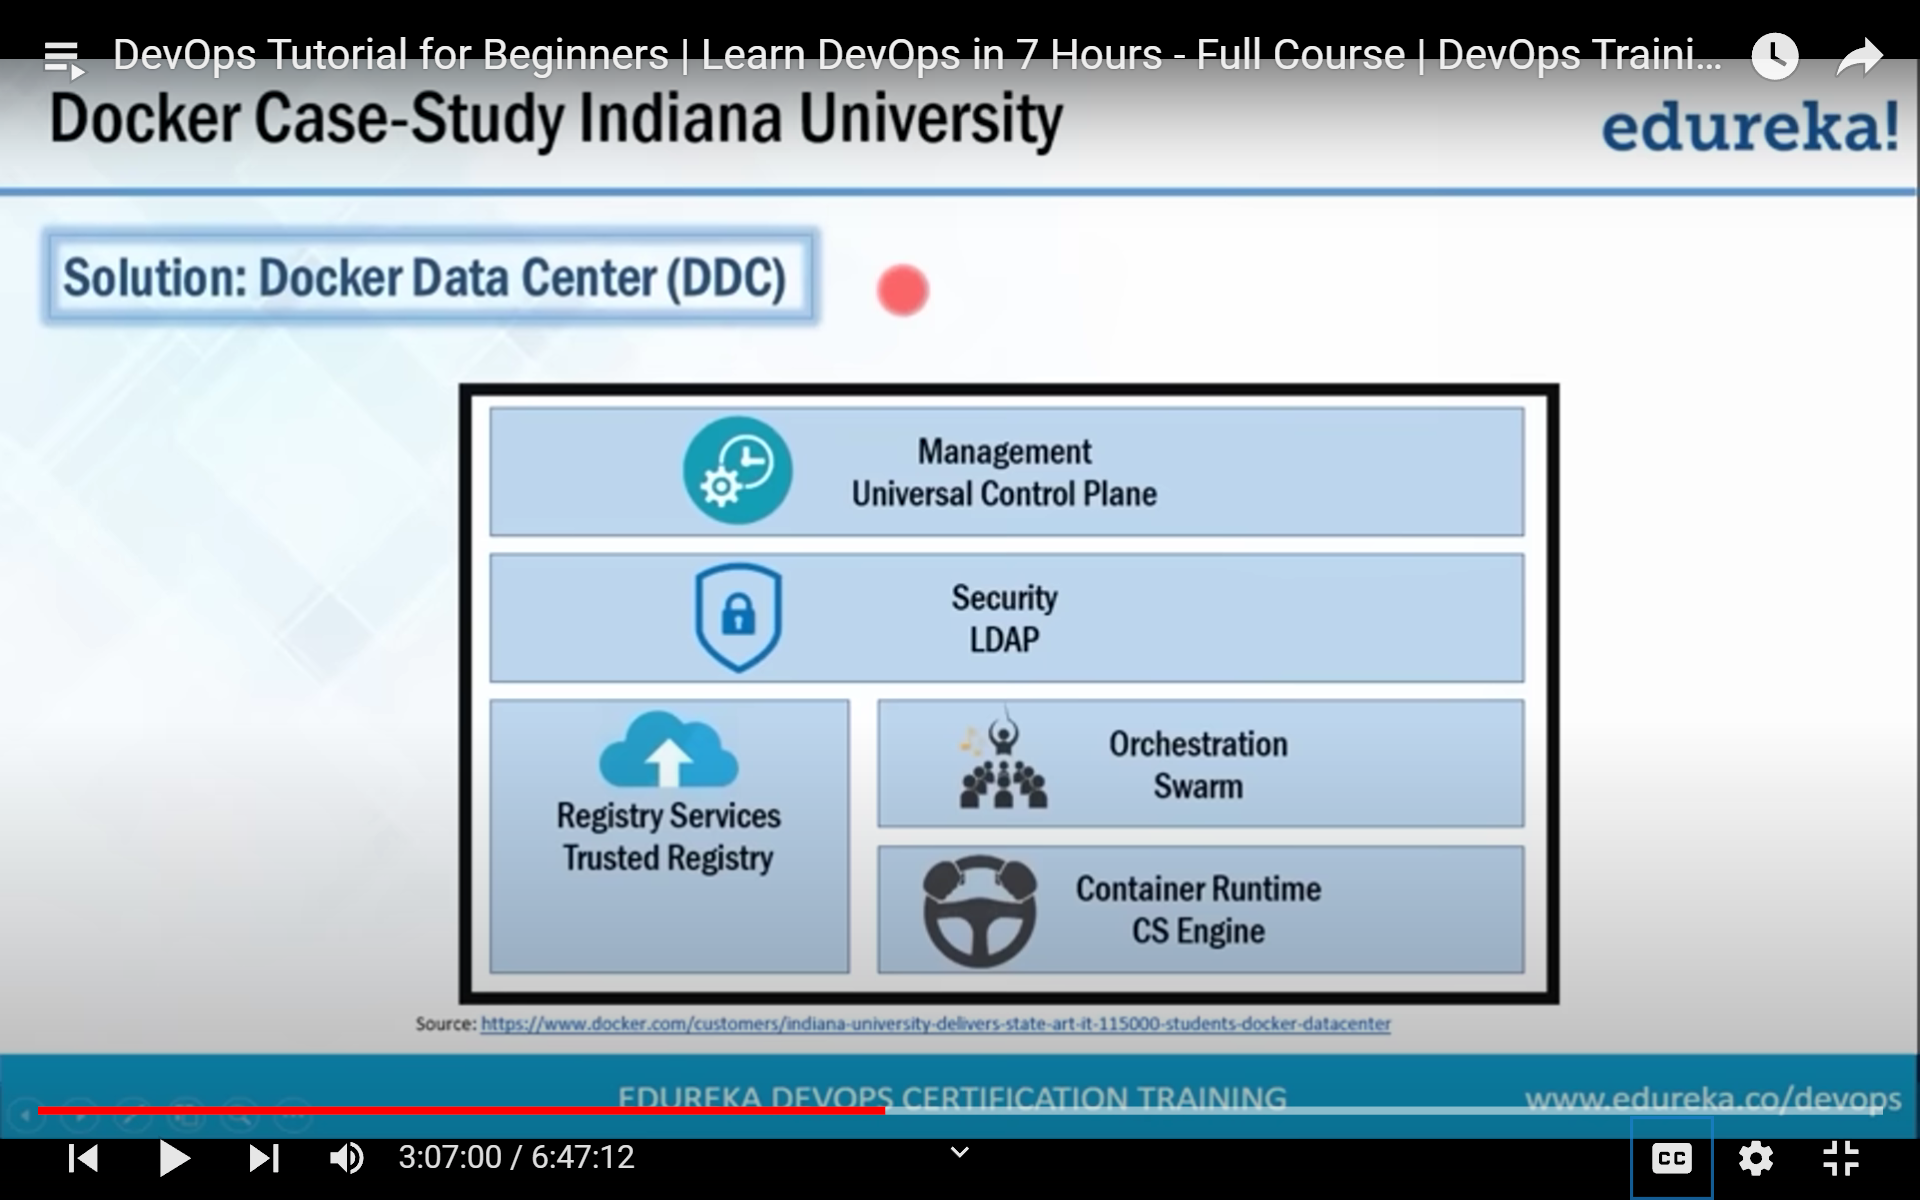 DevOps Tutorial for Beginners | Learn DevOps in 7 Hours - Full Course | DevOps Traini...
Docker Case-Study Indiana University
edureka!
Solution: Docker Data Center (DDC)
Management
Universal Control Plane
Security
LDAP
Registry Services
Trusted Registry
Orchestration
Swarm
Container Runtime
CS Engine
Source: https://www.docker.com/customers/indiana-university-delivers-state-art-it-115000-students-docker-datacenter
EDUREKA DEVOPS CERTIFICATION TRAINING
www.edureka.co/devops
3:07:00 / 6:47:12
CC